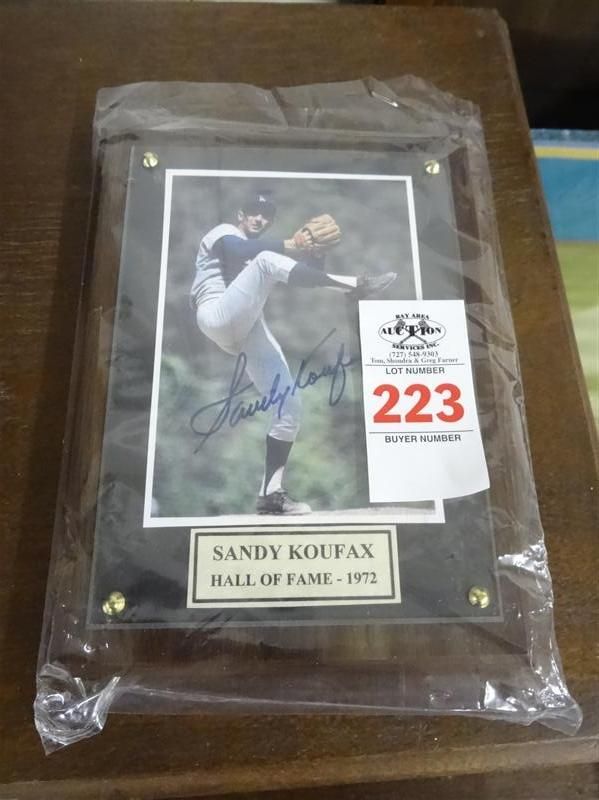 LA
Sandy Koufax
BAY AREA
AUCTION
SERVICES INC.
(727) 548-9303
Tom, Shondra & Greg Farner
LOT NUMBER
223
BUYER NUMBER
SANDY KOUFAX
HALL OF FAME - 1972